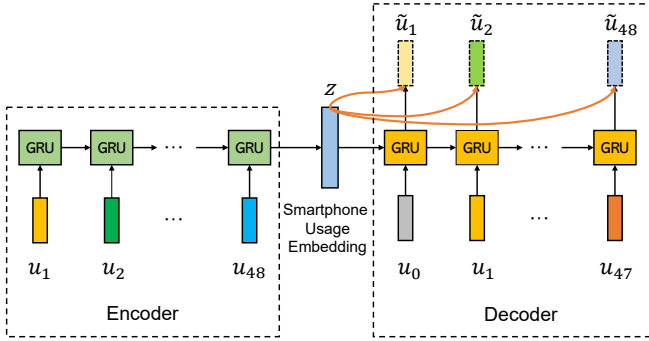 ũ₁ ũ₂ ũ₄₈
z
GRU GRU ⋯ GRU GRU GRU ⋯ GRU
⋯ ⋯
Smartphone
Usage
Embedding
u₁ u₂ u₄₈ u₀ u₁ u₄₇
Encoder Decoder